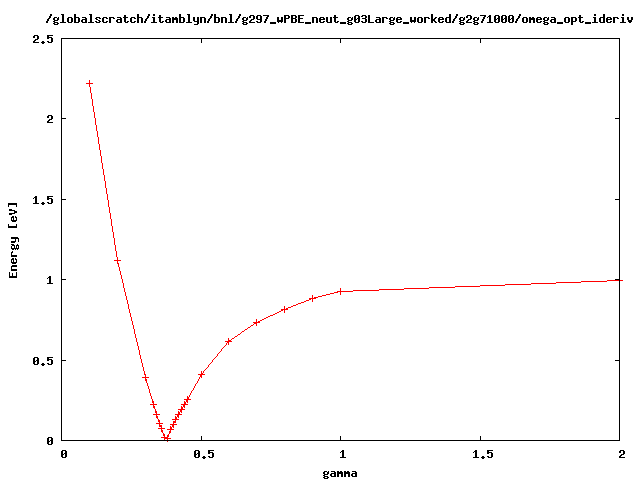 /globalscratch/itamblyn/bnl/g297_wPBE_neut_g03Large_worked/g2g71000/omega_opt_ideriv
2.5
2
1.5
1
0.5
0
Energy [eV]
0 0.5 1 1.5 2
gamma